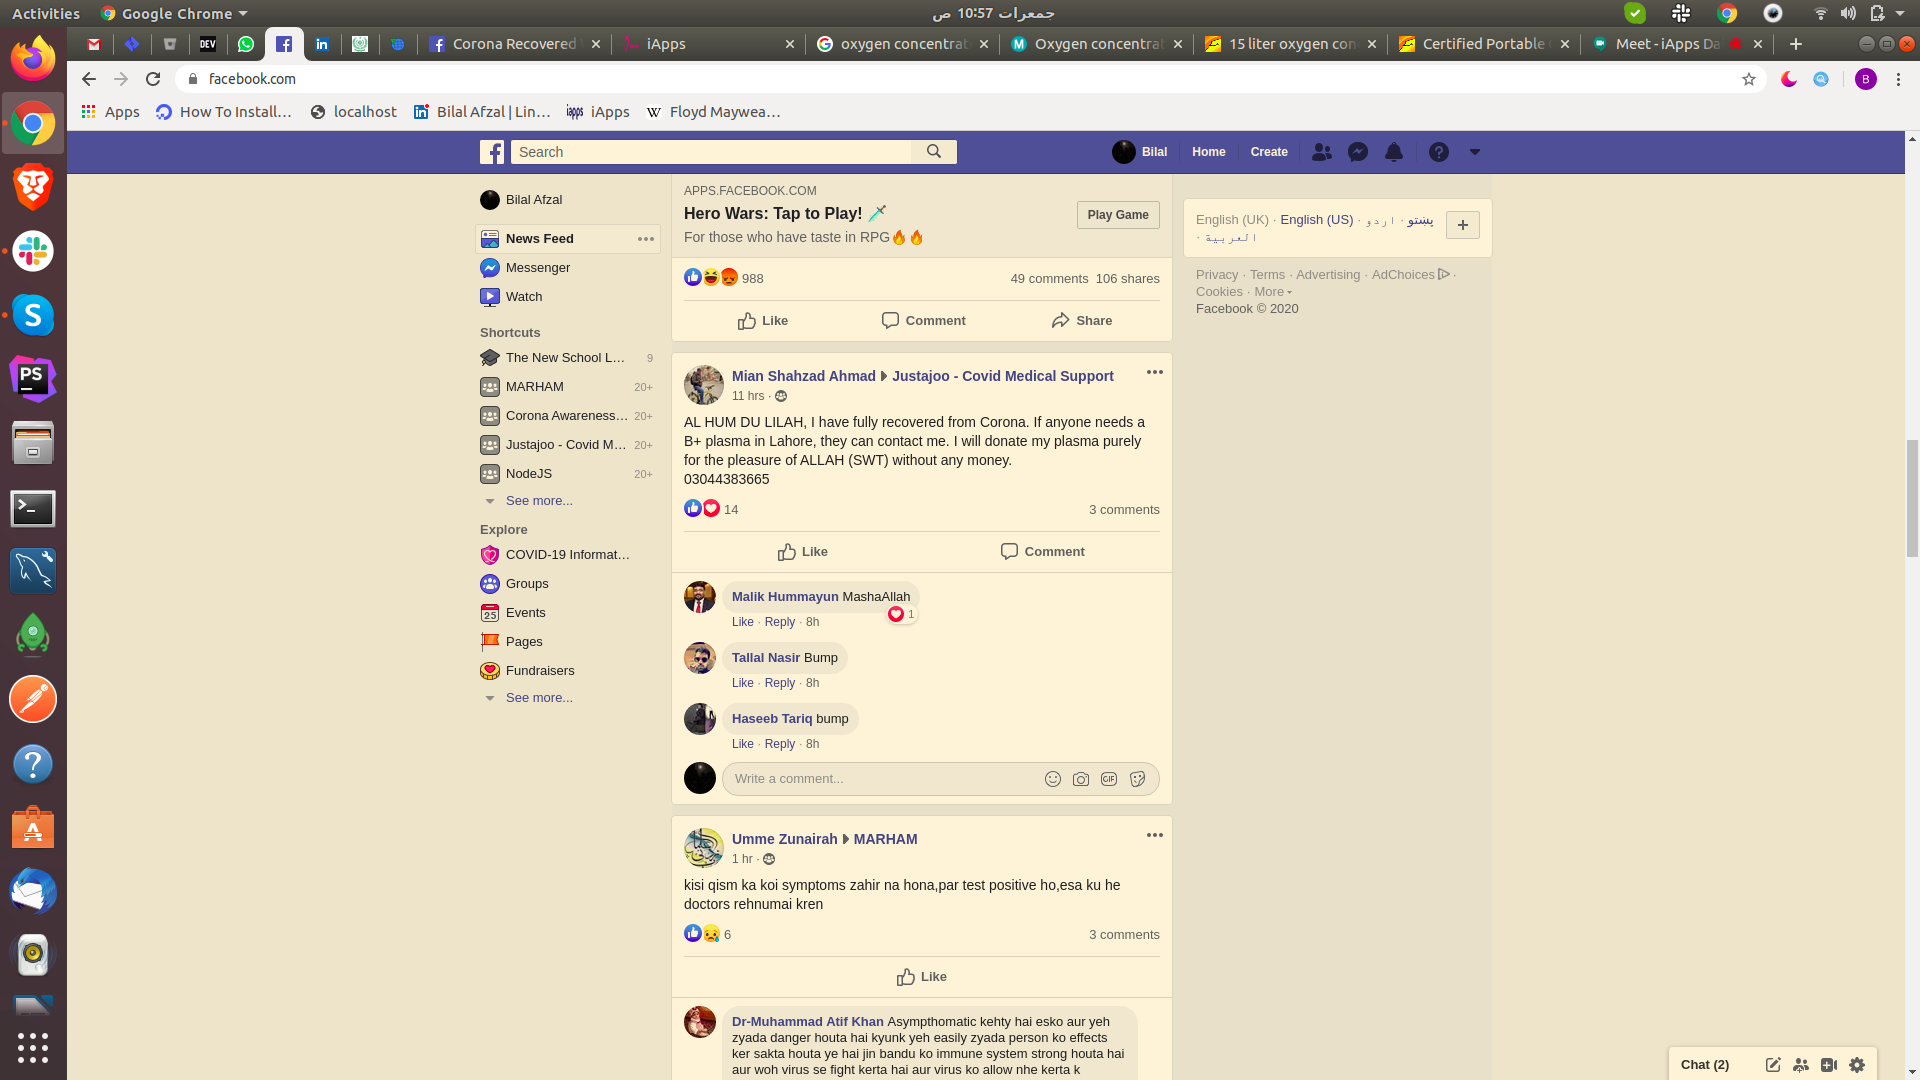 Activities
Google Chrome
جمعرات 10:57 ص
DEV
Corona Recovered
iApps
oxygen concentrat
Oxygen concentra
15 liter oxygen con
Certified Portable
Meet - iApps Da
facebook.com
B
Apps
How To Install…
localhost
Bilal Afzal | Lin…
iApps
Floyd Maywea…
Search
Bilal
Home
Create
Bilal Afzal
News Feed
Messenger
Watch
Shortcuts
The New School L… 9
MARHAM 20+
Corona Awareness… 20+
Justajoo - Covid M… 20+
NodeJS 20+
See more...
Explore
COVID-19 Informat…
Groups
25 Events
Pages
Fundraisers
See more...
APPS.FACEBOOK.COM
Hero Wars: Tap to Play!
For those who have taste in RPG
Play Game
988
49 comments 106 shares
Like
Comment
Share
Mian Shahzad Ahmad Justajoo - Covid Medical Support
11 hrs ·
AL HUM DU LILAH, I have fully recovered from Corona. If anyone needs a
B+ plasma in Lahore, they can contact me. I will donate my plasma purely
for the pleasure of ALLAH (SWT) without any money.
03044383665
14
3 comments
Like
Comment
Malik Hummayun MashaAllah
1
Like · Reply · 8h
Tallal Nasir Bump
Like · Reply · 8h
Haseeb Tariq bump
Like · Reply · 8h
Write a comment...
GIF
Umme Zunairah MARHAM
1 hr ·
kisi qism ka koi symptoms zahir na hona,par test positive ho,esa ku he
doctors rehnumai kren
6
3 comments
Like
Dr-Muhammad Atif Khan Asympthomatic kehty hai esko aur yeh
zyada danger houta hai kyunk yeh easily zyada person ko effects
ker sakta houta ye hai jin bandu ko immune system strong houta hai
aur woh virus se fight kerta hai aur virus ko allow nhe kerta k
English (UK) · English (US) · اردو · پښتو
· العربية
Privacy · Terms · Advertising · AdChoices ·
Cookies · More
Facebook © 2020
Chat (2)
PS
S